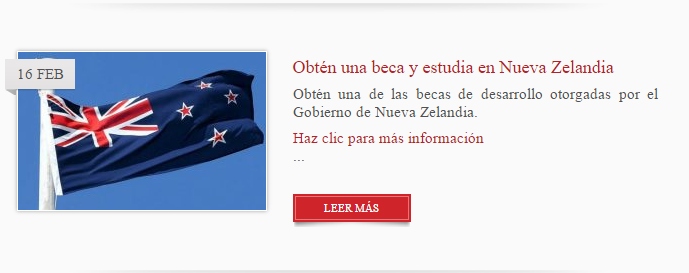 16 FEB
Obtén una beca y estudia en Nueva Zelandia
Obtén una de las becas de desarrollo otorgadas por el
Gobierno de Nueva Zelandia.
Haz clic para más información
...
LEER MÁS